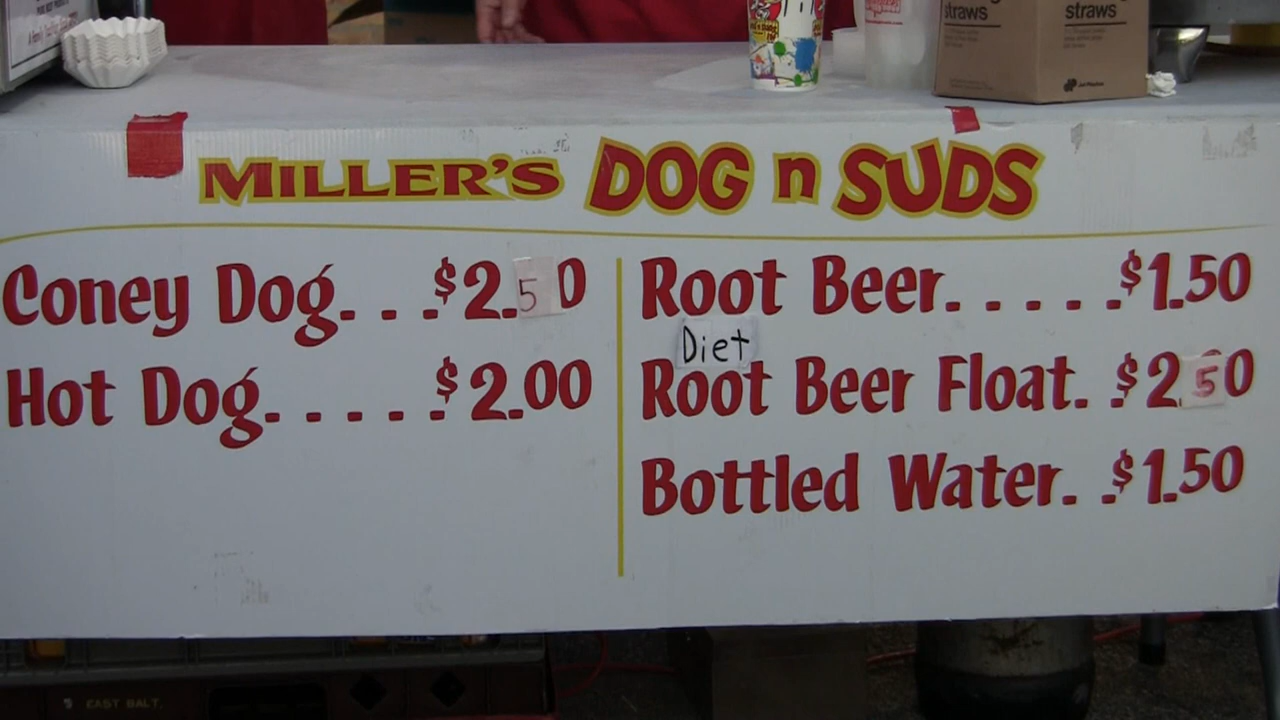 straws
straws
MILLER'S DOG n SUDS
Coney Dog. . .$2.50
Hot Dog. . . . . .$2.00
Root Beer. . . . . .$1.50
Diet
Root Beer Float. .$2.50
Bottled Water. .$1.50
EAST BALT.